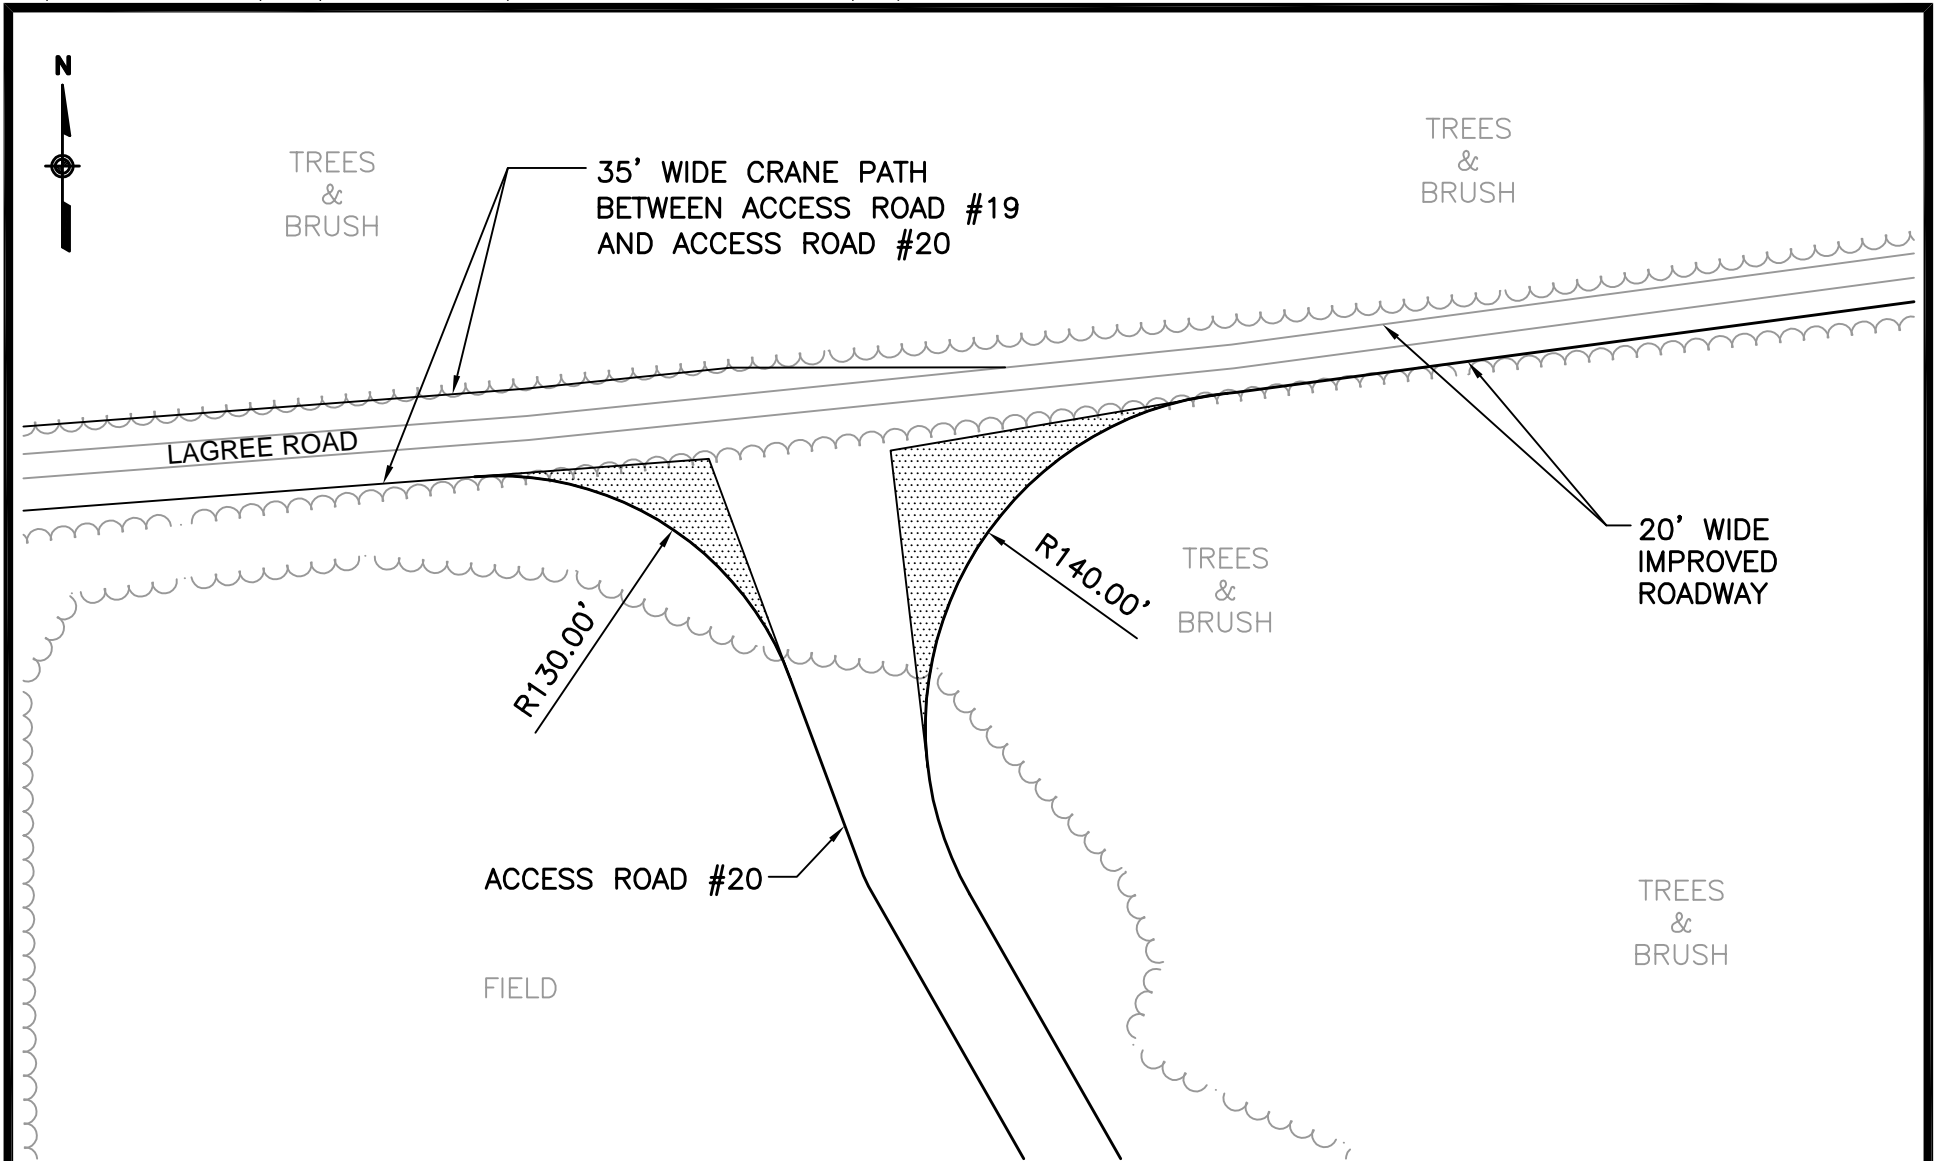 N
TREES
&
BRUSH
35' WIDE CRANE PATH
BETWEEN ACCESS ROAD #19
AND ACCESS ROAD #20
TREES
&
BRUSH
LAGREE ROAD
20' WIDE
IMPROVED
ROADWAY
R130.00'
R140.00'
TREES
&
BRUSH
ACCESS ROAD #20
TREES
&
BRUSH
FIELD